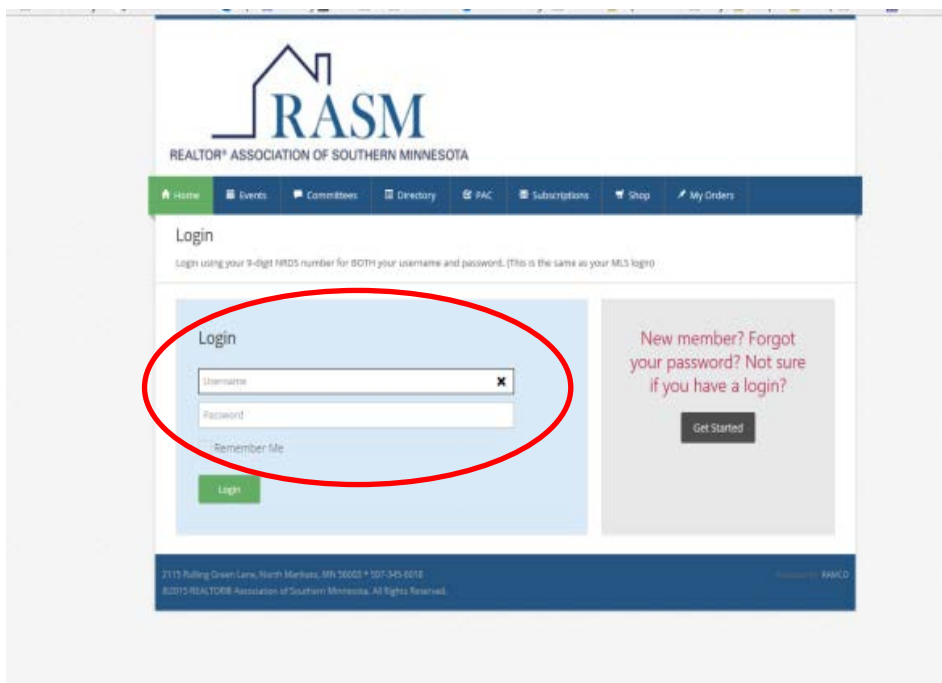 RASM
REALTOR® ASSOCIATION OF SOUTHERN MINNESOTA
Home Events Committees Directory PAC Subscriptions Shop My Orders
Login
Login using your 9-digit NRDS number for BOTH your username and password. (This is the same as your MLS login)
Login
Username
Password
Remember Me
Login
New member? Forgot
your password? Not sure
if you have a login?
Get Started
2115 Rolling Green Lane, North Mankato, MN 56003 * 507-345-6018
©2015 REALTOR® Association of Southern Minnesota. All Rights Reserved.
RAMCO